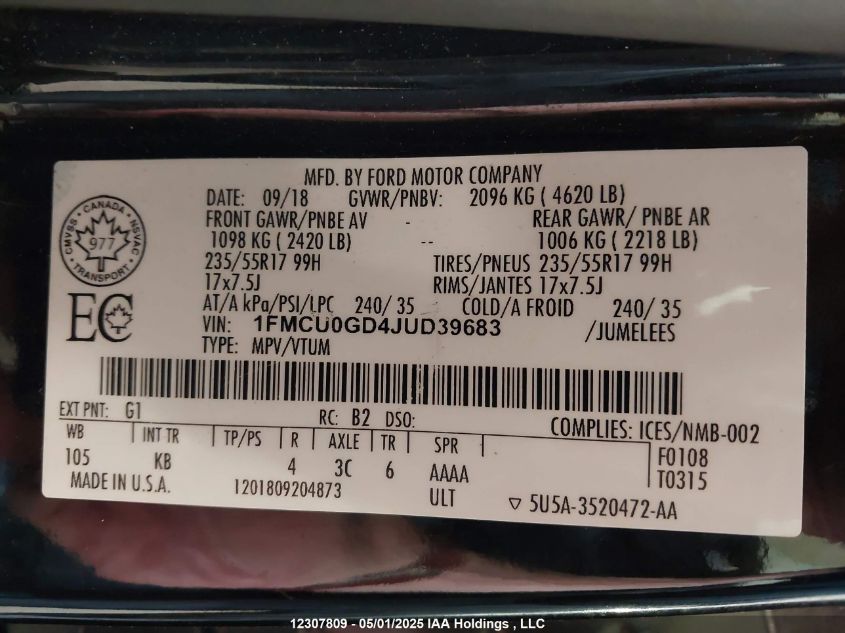 MFD. BY FORD MOTOR COMPANY
DATE: 09/18 GVWR/PNBV: 2096 KG ( 4620 LB)
FRONT GAWR/PNBE AV - REAR GAWR/ PNBE AR
1098 KG ( 2420 LB) -- 1006 KG ( 2218 LB)
235/55R17 99H TIRES/PNEUS 235/55R17 99H
17x7.5J RIMS/JANTES 17x7.5J
AT/A kPa/PSI/LPC 240/ 35 COLD/A FROID 240/ 35
VIN: 1FMCU0GD4JUD39683 /JUMELEES
TYPE: MPV/VTUM
CANADA
CMVSS NSVAC
977
TRANSPORT
EC
EXT PNT: G1 RC: B2 DSO: COMPLIES: ICES/NMB-002
WB INT TR TP/PS R AXLE TR SPR F0108
105 KB 4 3C 6 AAAA T0315
MADE IN U.S.A. 1201809204873 ULT ▽ 5U5A-3520472-AA
12307809 - 05/01/2025 IAA Holdings , LLC